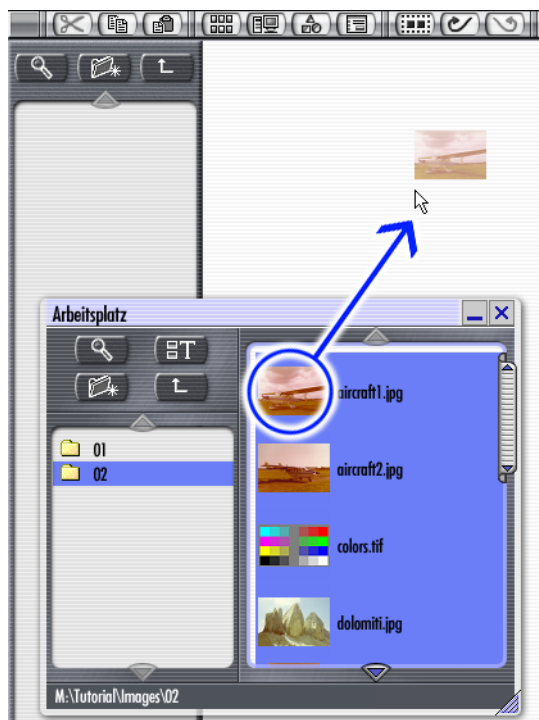 Arbeitsplatz
T
01
02
aircraft1.jpg
aircraft2.jpg
colors.tif
dolomiti.jpg
M:\Tutorial\Images\02